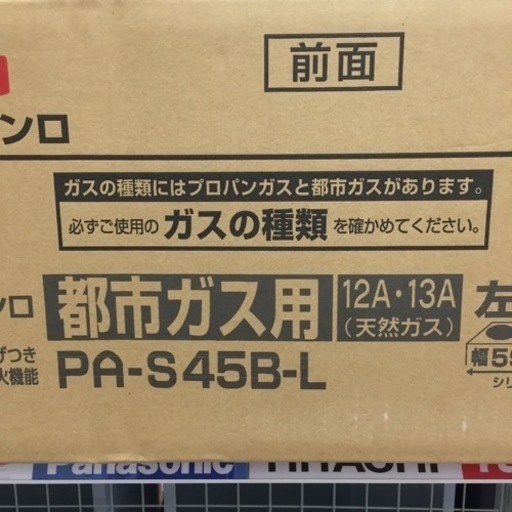 前面
ンロ
ガスの種類にはプロパンガスと都市ガスがあります。
必ずご使用の ガスの種類 を確かめてください。
ンロ 都市ガス用 12A・13A 左
(天然ガス)
げつき
火機能 PA-S45B-L 幅59
シリ
Panasonic HITACHI